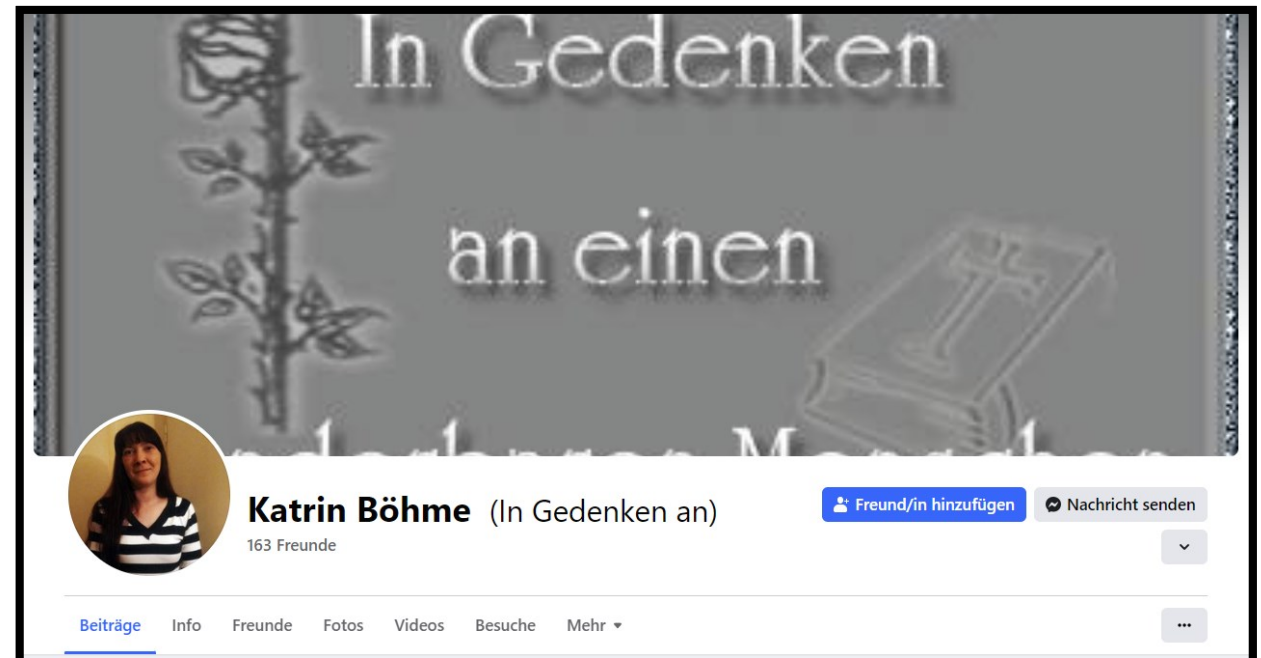 In Gedenken
an einen
Menschen
Katrin Böhme (In Gedenken an)
163 Freunde
Freund/in hinzufügen
Nachricht senden
Beiträge Info Freunde Fotos Videos Besuche Mehr